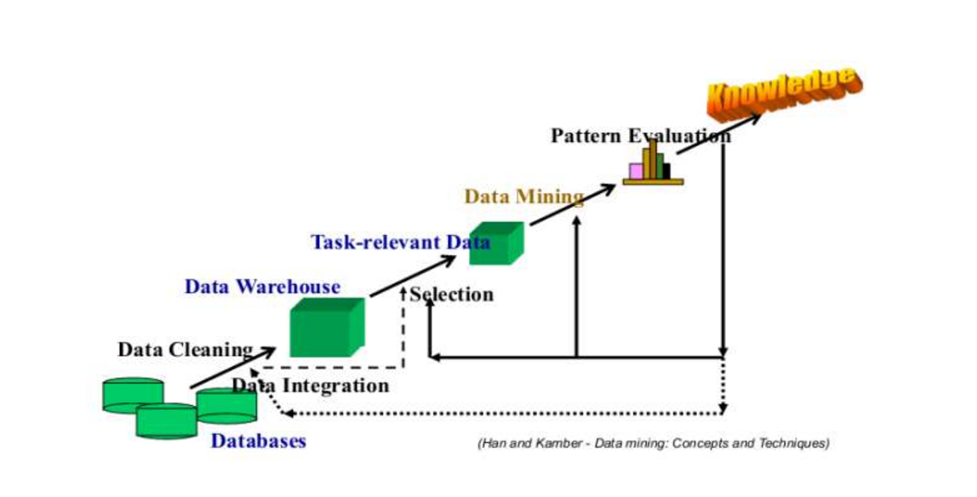 Knowledge
Pattern Evaluation
Data Mining
Task-relevant Data
Data Warehouse
Selection
Data Cleaning
Data Integration
Databases
(Han and Kamber - Data mining: Concepts and Techniques)